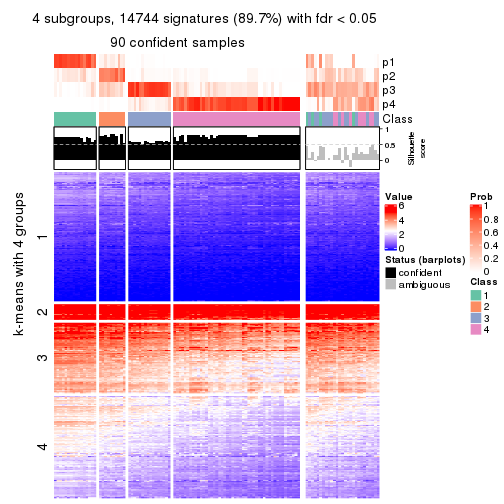 4 subgroups, 14744 signatures (89.7%) with fdr < 0.05
90 confident samples
p1
p2
p3
p4
Class
1
0.5
0
Silhouette
score
k-means with 4 groups
1
2
3
4
Value
6
4
2
0
Status (barplots)
confident
ambiguous
Prob
1
0.8
0.6
0.4
0.2
0
Class
1
2
3
4